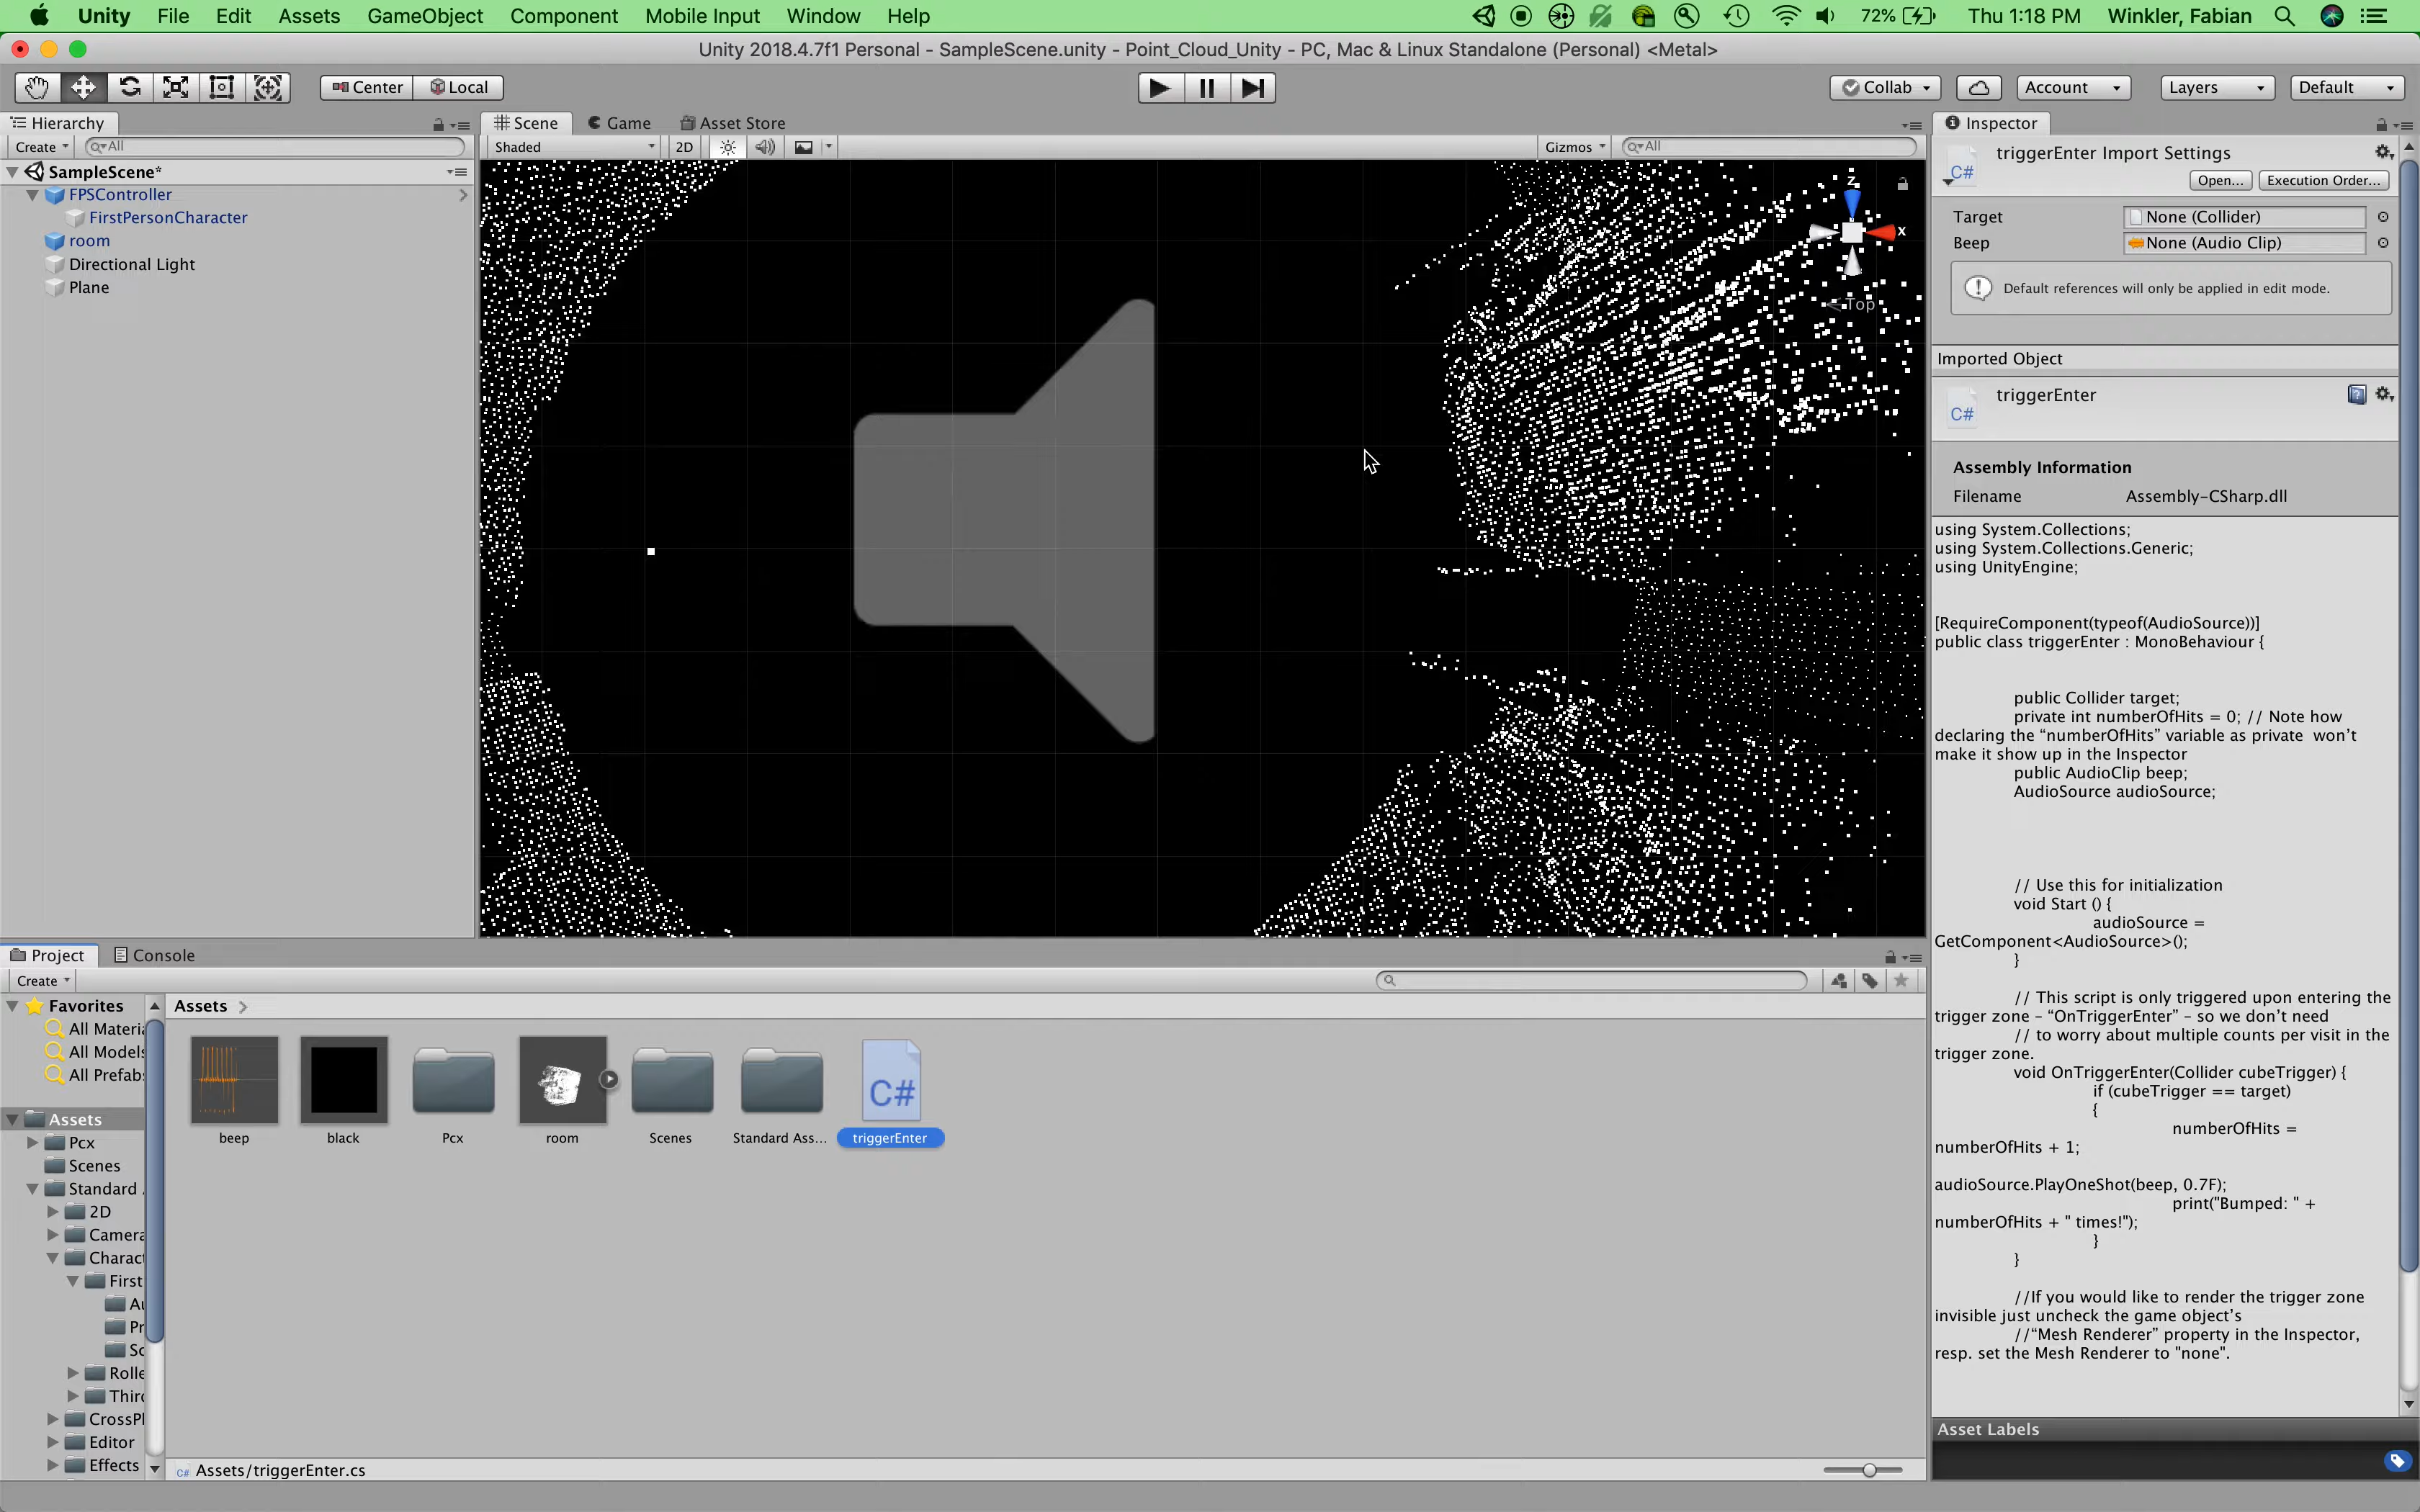 Unity File Edit Assets GameObject Component Mobile Input Window Help 72% Thu 1:18 PM Winkler, Fabian
Unity 2018.4.7f1 Personal - SampleScene.unity - Point_Cloud_Unity - PC, Mac & Linux Standalone (Personal) <Metal>
Center Local Collab Account Layers Default
Hierarchy
Create All
SampleScene*
FPSController
FirstPersonCharacter
room
Directional Light
Plane
Scene Game Asset Store
Shaded 2D Gizmos All
z
x
Top
Inspector
triggerEnter Import Settings
C#
Open... Execution Order...
Target None (Collider)
Beep None (Audio Clip)
Default references will only be applied in edit mode.
Imported Object
triggerEnter
C#
Assembly Information
Filename Assembly-CSharp.dll
using System.Collections;
using System.Collections.Generic;
using UnityEngine;
[RequireComponent(typeof(AudioSource))]
public class triggerEnter : MonoBehaviour {
public Collider target;
private int numberOfHits = 0; // Note how
declaring the “numberOfHits” variable as private won’t
make it show up in the Inspector
public AudioClip beep;
AudioSource audioSource;
// Use this for initialization
void Start () {
audioSource =
GetComponent<AudioSource>();
}
// This script is only triggered upon entering the
trigger zone – “OnTriggerEnter” – so we don’t need
// to worry about multiple counts per visit in the
trigger zone.
void OnTriggerEnter(Collider cubeTrigger) {
if (cubeTrigger == target)
{
numberOfHits =
numberOfHits + 1;
audioSource.PlayOneShot(beep, 0.7F);
print("Bumped: " +
numberOfHits + " times!");
}
}
//If you would like to render the trigger zone
invisible just uncheck the game object’s
//“Mesh Renderer” property in the Inspector,
resp. set the Mesh Renderer to "none".
Asset Labels
Project Console
Create
Favorites
All Materia
All Models
All Prefabs
Assets
Pcx
Scenes
Standard
2D
Camera
Charact
First
Au
Pr
Sc
Rolle
Third
CrossPl
Editor
Effects
Assets
C#
beep black Pcx room Scenes Standard Ass... triggerEnter
C# Assets/triggerEnter.cs